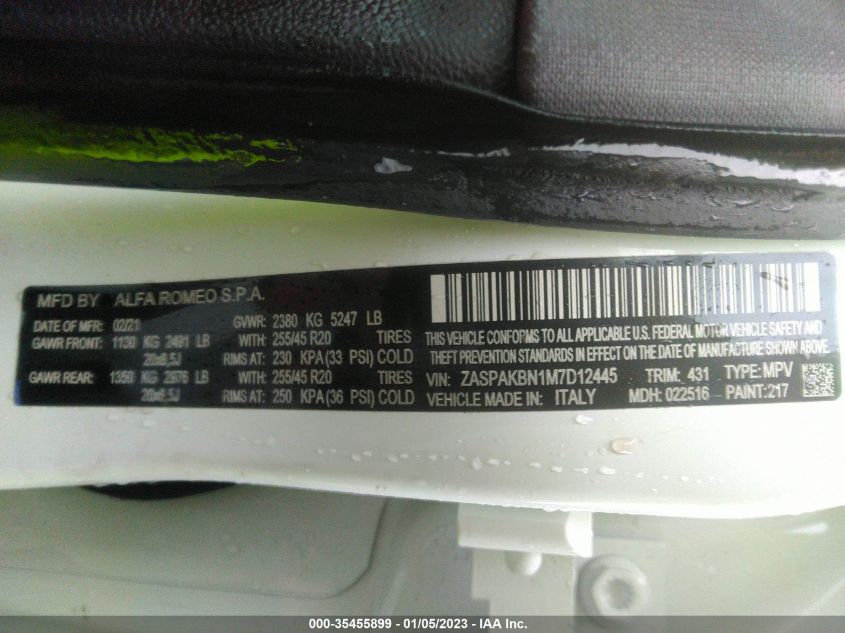 MFD BY ALFA ROMEO S.P.A.
DATE OF MFR: 02/21 GVWR: 2380 KG 5247 LB
GAWR FRONT: 1130 KG 2491 LB WITH: 255/45 R20 TIRES
20x8,5J RIMS AT: 230 KPA(33 PSI) COLD
GAWR REAR: 1350 KG 2976 LB WITH: 255/45 R20 TIRES
20x8,5J RIMS AT: 250 KPA(36 PSI) COLD
THIS VEHICLE CONFORMS TO ALL APPLICABLE U.S. FEDERAL MOTOR VEHICLE SAFETY AND
THEFT PREVENTION STANDARDS IN EFFECT ON THE DATE OF MANUFACTURE SHOWN ABOVE.
VIN: ZASPAKBN1M7D12445 TRIM: 431 TYPE: MPV
VEHICLE MADE IN: ITALY MDH: 022516 PAINT: 217
000-35455899 - 01/05/2023 - IAA Inc.